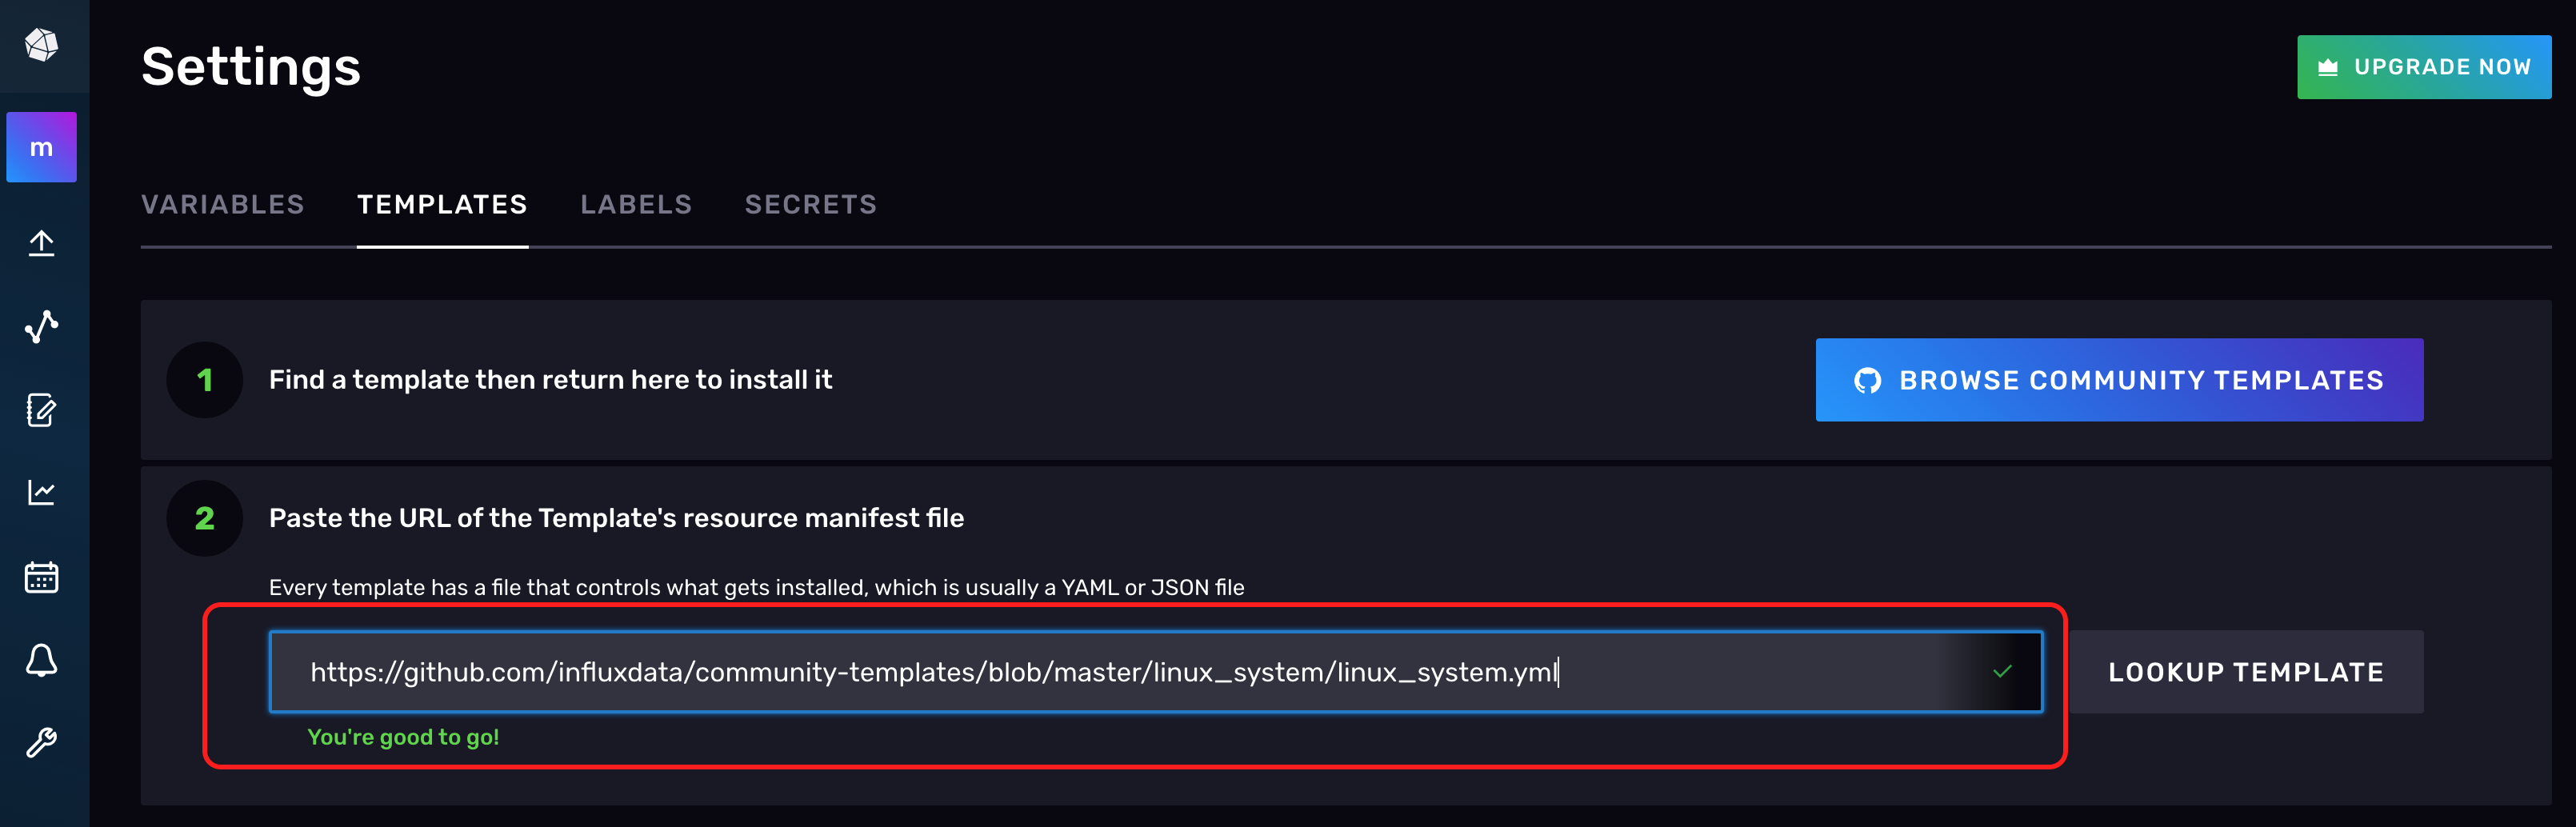 Settings
UPGRADE NOW
m
VARIABLES TEMPLATES LABELS SECRETS
1 Find a template then return here to install it
BROWSE COMMUNITY TEMPLATES
2 Paste the URL of the Template's resource manifest file
Every template has a file that controls what gets installed, which is usually a YAML or JSON file
https://github.com/influxdata/community-templates/blob/master/linux_system/linux_system.yml
LOOKUP TEMPLATE
You're good to go!